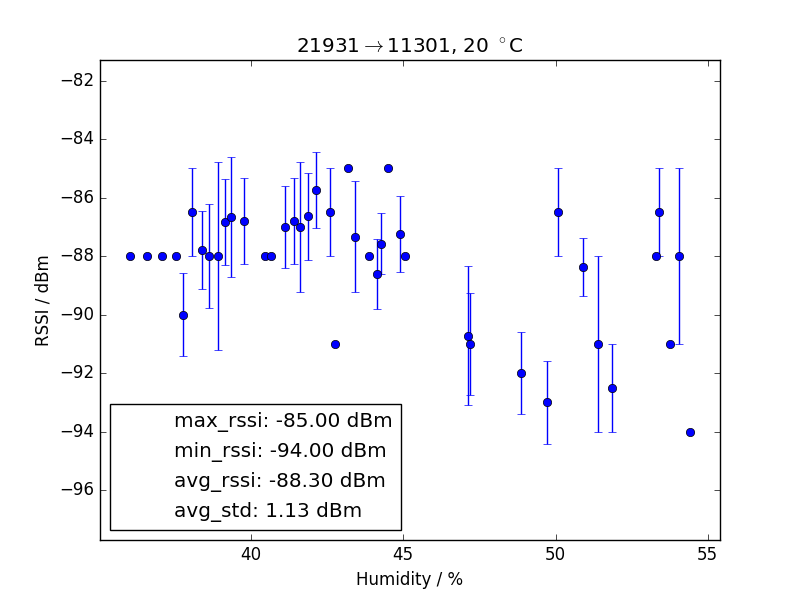 21931→11301, 20 °C
−82
−84
−86
−88
−90
−92
−94
−96
RSSI / dBm
max_rssi: -85.00 dBm
min_rssi: -94.00 dBm
avg_rssi: -88.30 dBm
avg_std: 1.13 dBm
40 45 50 55
Humidity / %